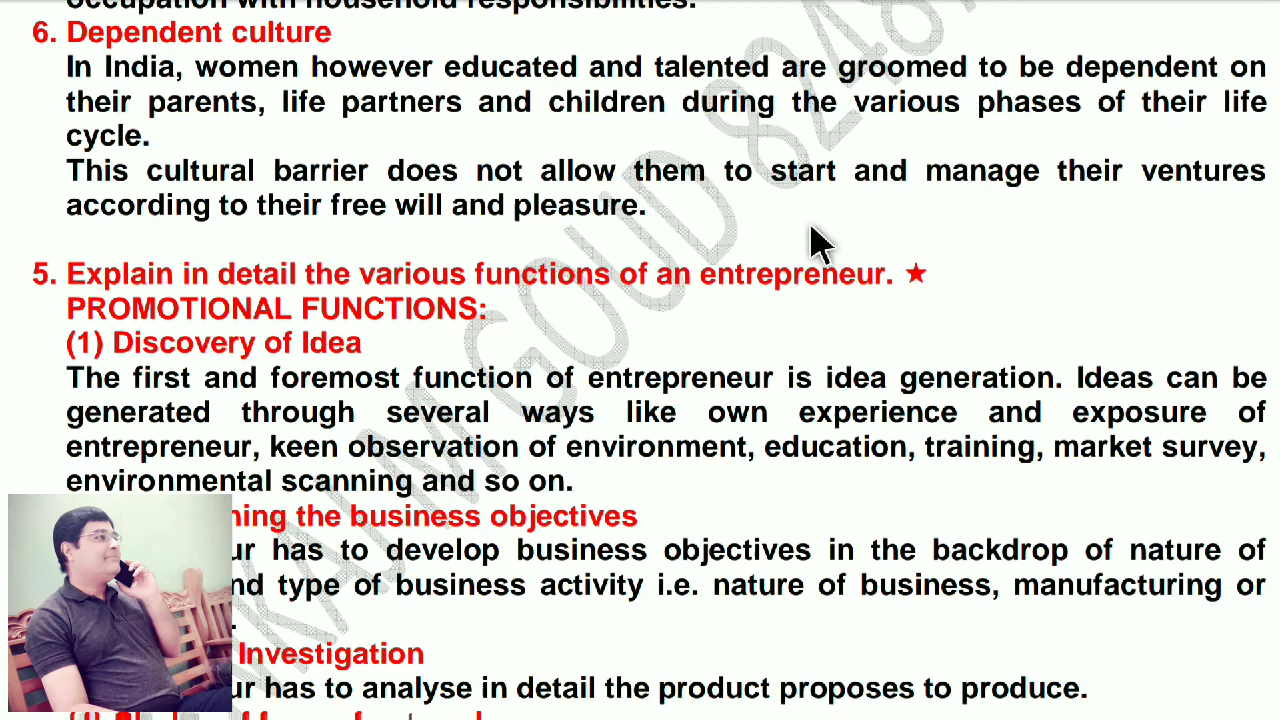 occupation with household responsibilities.
6. Dependent culture
In India, women however educated and talented are groomed to be dependent on
their parents, life partners and children during the various phases of their life
cycle.
This cultural barrier does not allow them to start and manage their ventures
according to their free will and pleasure.
5. Explain in detail the various functions of an entrepreneur. ★
PROMOTIONAL FUNCTIONS:
(1) Discovery of Idea
The first and foremost function of entrepreneur is idea generation. Ideas can be
generated through several ways like own experience and exposure of
entrepreneur, keen observation of environment, education, training, market survey,
environmental scanning and so on.
the business objectives
has to develop business objectives in the backdrop of nature of
type of business activity i.e. nature of business, manufacturing or
Investigation
has to analyse in detail the product proposes to produce.
GOUD